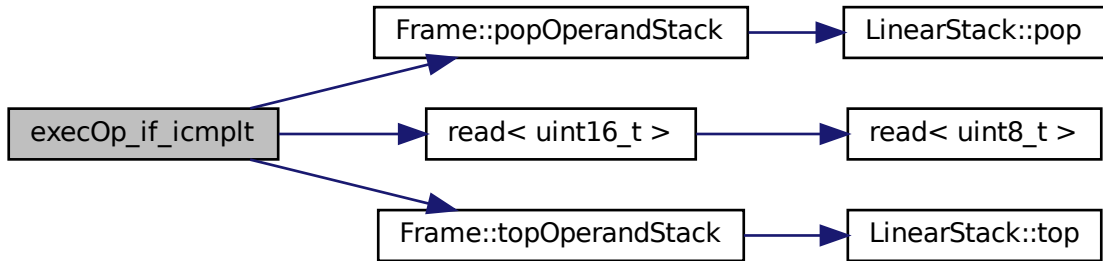 Frame::popOperandStack
LinearStack::pop
execOp_if_icmplt
read< uint16_t >
read< uint8_t >
Frame::topOperandStack
LinearStack::top